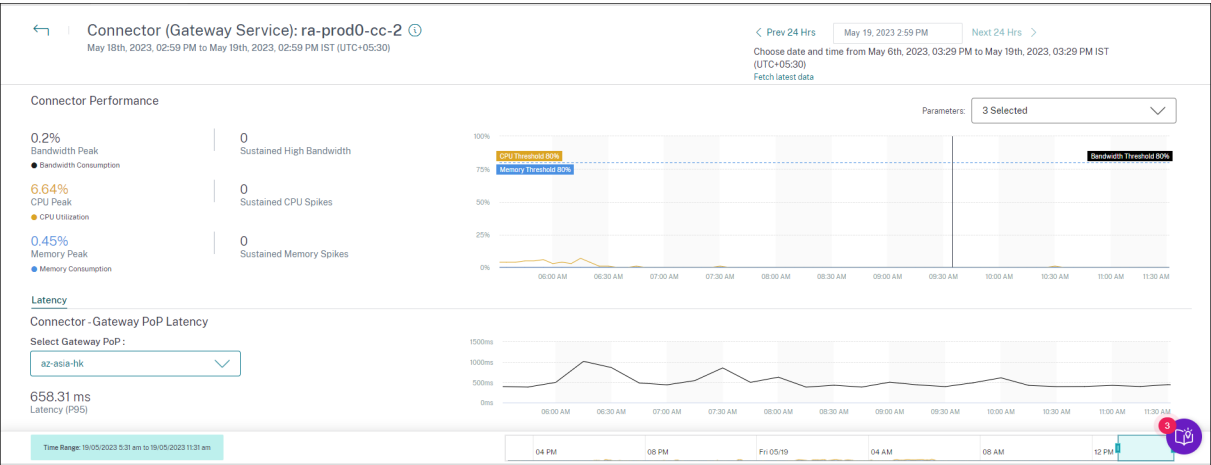 Connector (Gateway Service): ra-prod0-cc-2
May 18th, 2023, 02:59 PM to May 19th, 2023, 02:59 PM IST (UTC+05:30)
Prev 24 Hrs May 19, 2023 2:59 PM Next 24 Hrs
Choose date and time from May 6th, 2023, 03:29 PM to May 19th, 2023, 03:29 PM IST
(UTC+05:30)
Fetch latest data
Connector Performance
Parameters: 3 Selected
0.2%
Bandwidth Peak
Bandwidth Consumption
0
Sustained High Bandwidth
6.64%
CPU Peak
CPU Utilization
0
Sustained CPU Spikes
0.45%
Memory Peak
Memory Consumption
0
Sustained Memory Spikes
100%
CPU Threshold 80% Bandwidth Threshold 80%
75% Memory Threshold 80%
50%
25%
0%
06:00 AM 06:30 AM 07:00 AM 07:30 AM 08:00 AM 08:30 AM 09:00 AM 09:30 AM 10:00 AM 10:30 AM 11:00 AM 11:30 AM
Latency
Connector - Gateway PoP Latency
Select Gateway PoP :
az-asia-hk
658.31 ms
Latency (P95)
1500ms
1000ms
500ms
0ms
06:00 AM 06:30 AM 07:00 AM 07:30 AM 08:00 AM 08:30 AM 09:00 AM 09:30 AM 10:00 AM 10:30 AM 11:00 AM 11:30 AM
3
Time Range: 19/05/2023 5:31 am to 19/05/2023 11:31 am
04 PM 08 PM Fri 05/19 04 AM 08 AM 12 PM